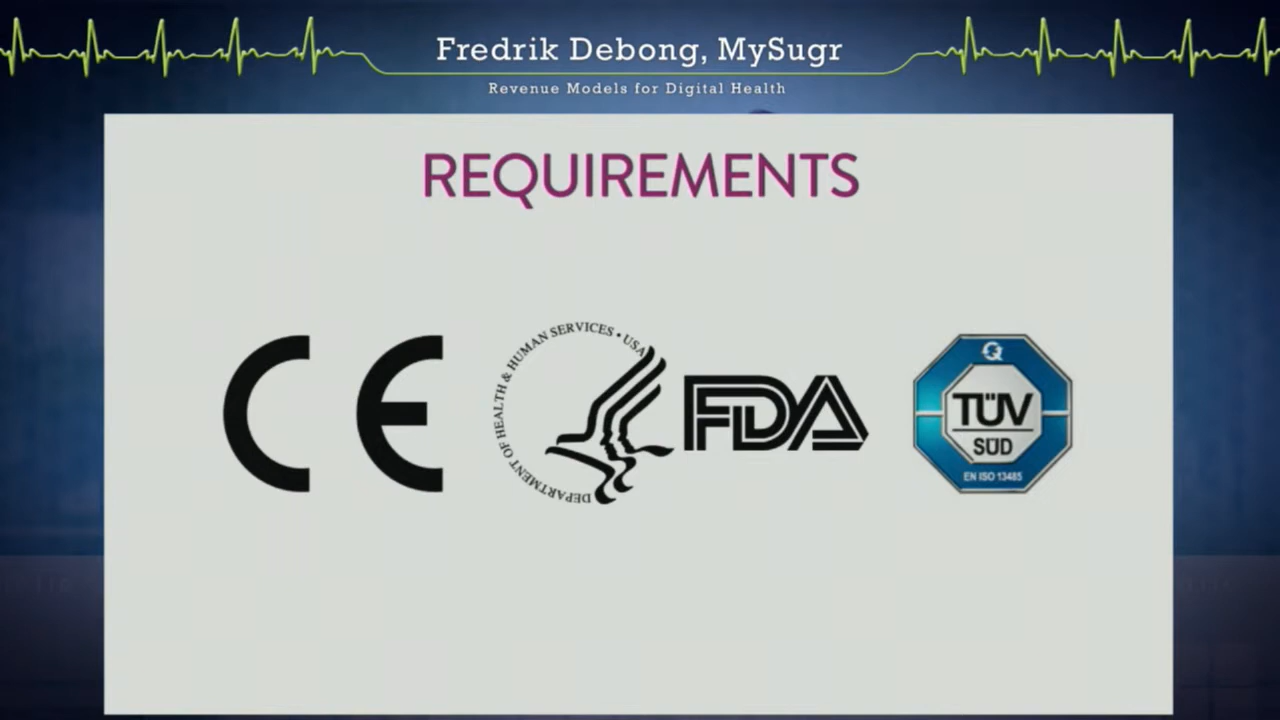 Fredrik Debong, MySugr
Revenue Models for Digital Health
REQUIREMENTS
CE
DEPARTMENT OF HEALTH & HUMAN SERVICES • USA
FDA
TÜV
SÜD
EN ISO 13485